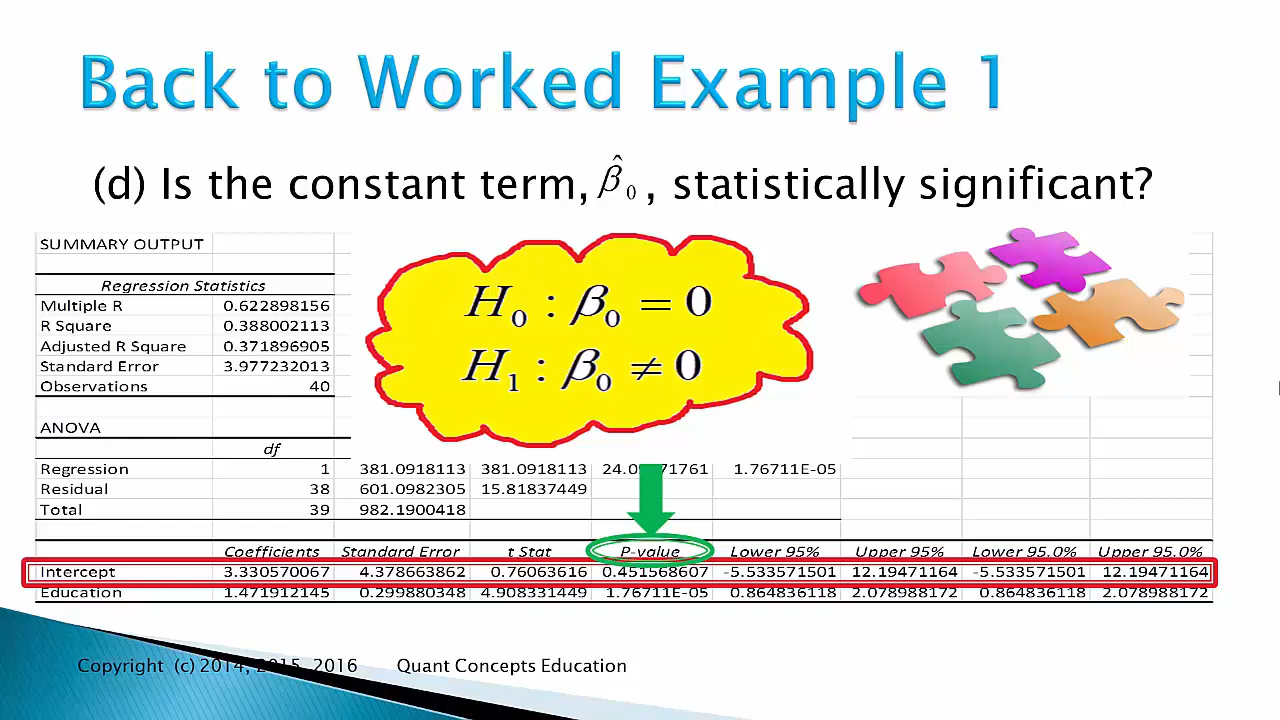 Back to Worked Example 1
(d) Is the constant term, β̂₀, statistically significant?
SUMMARY OUTPUT
Regression Statistics
Multiple R 0.622898156
R Square 0.388002113
Adjusted R Square 0.371896905
Standard Error 3.977232013
Observations 40
H₀ : β₀ = 0
H₁ : β₀ ≠ 0
ANOVA
df
Regression 1 381.0918113 381.0918113 1.76711E-05
Residual 38 601.0982305 15.81837449
Total 39 982.1900418
Coefficients Standard Error t Stat P-value Lower 95% Upper 95% Lower 95.0% Upper 95.0%
Intercept 3.330570067 4.378663862 0.76063616 0.451568607 -5.533571501 12.19471164 -5.533571501 12.19471164
Education 1.471912145 0.299880348 4.908331449 1.76711E-05 0.864836118 2.078988172 0.864836118 2.078988172
Copyright (c) 2014, 2015, 2016 Quant Concepts Education